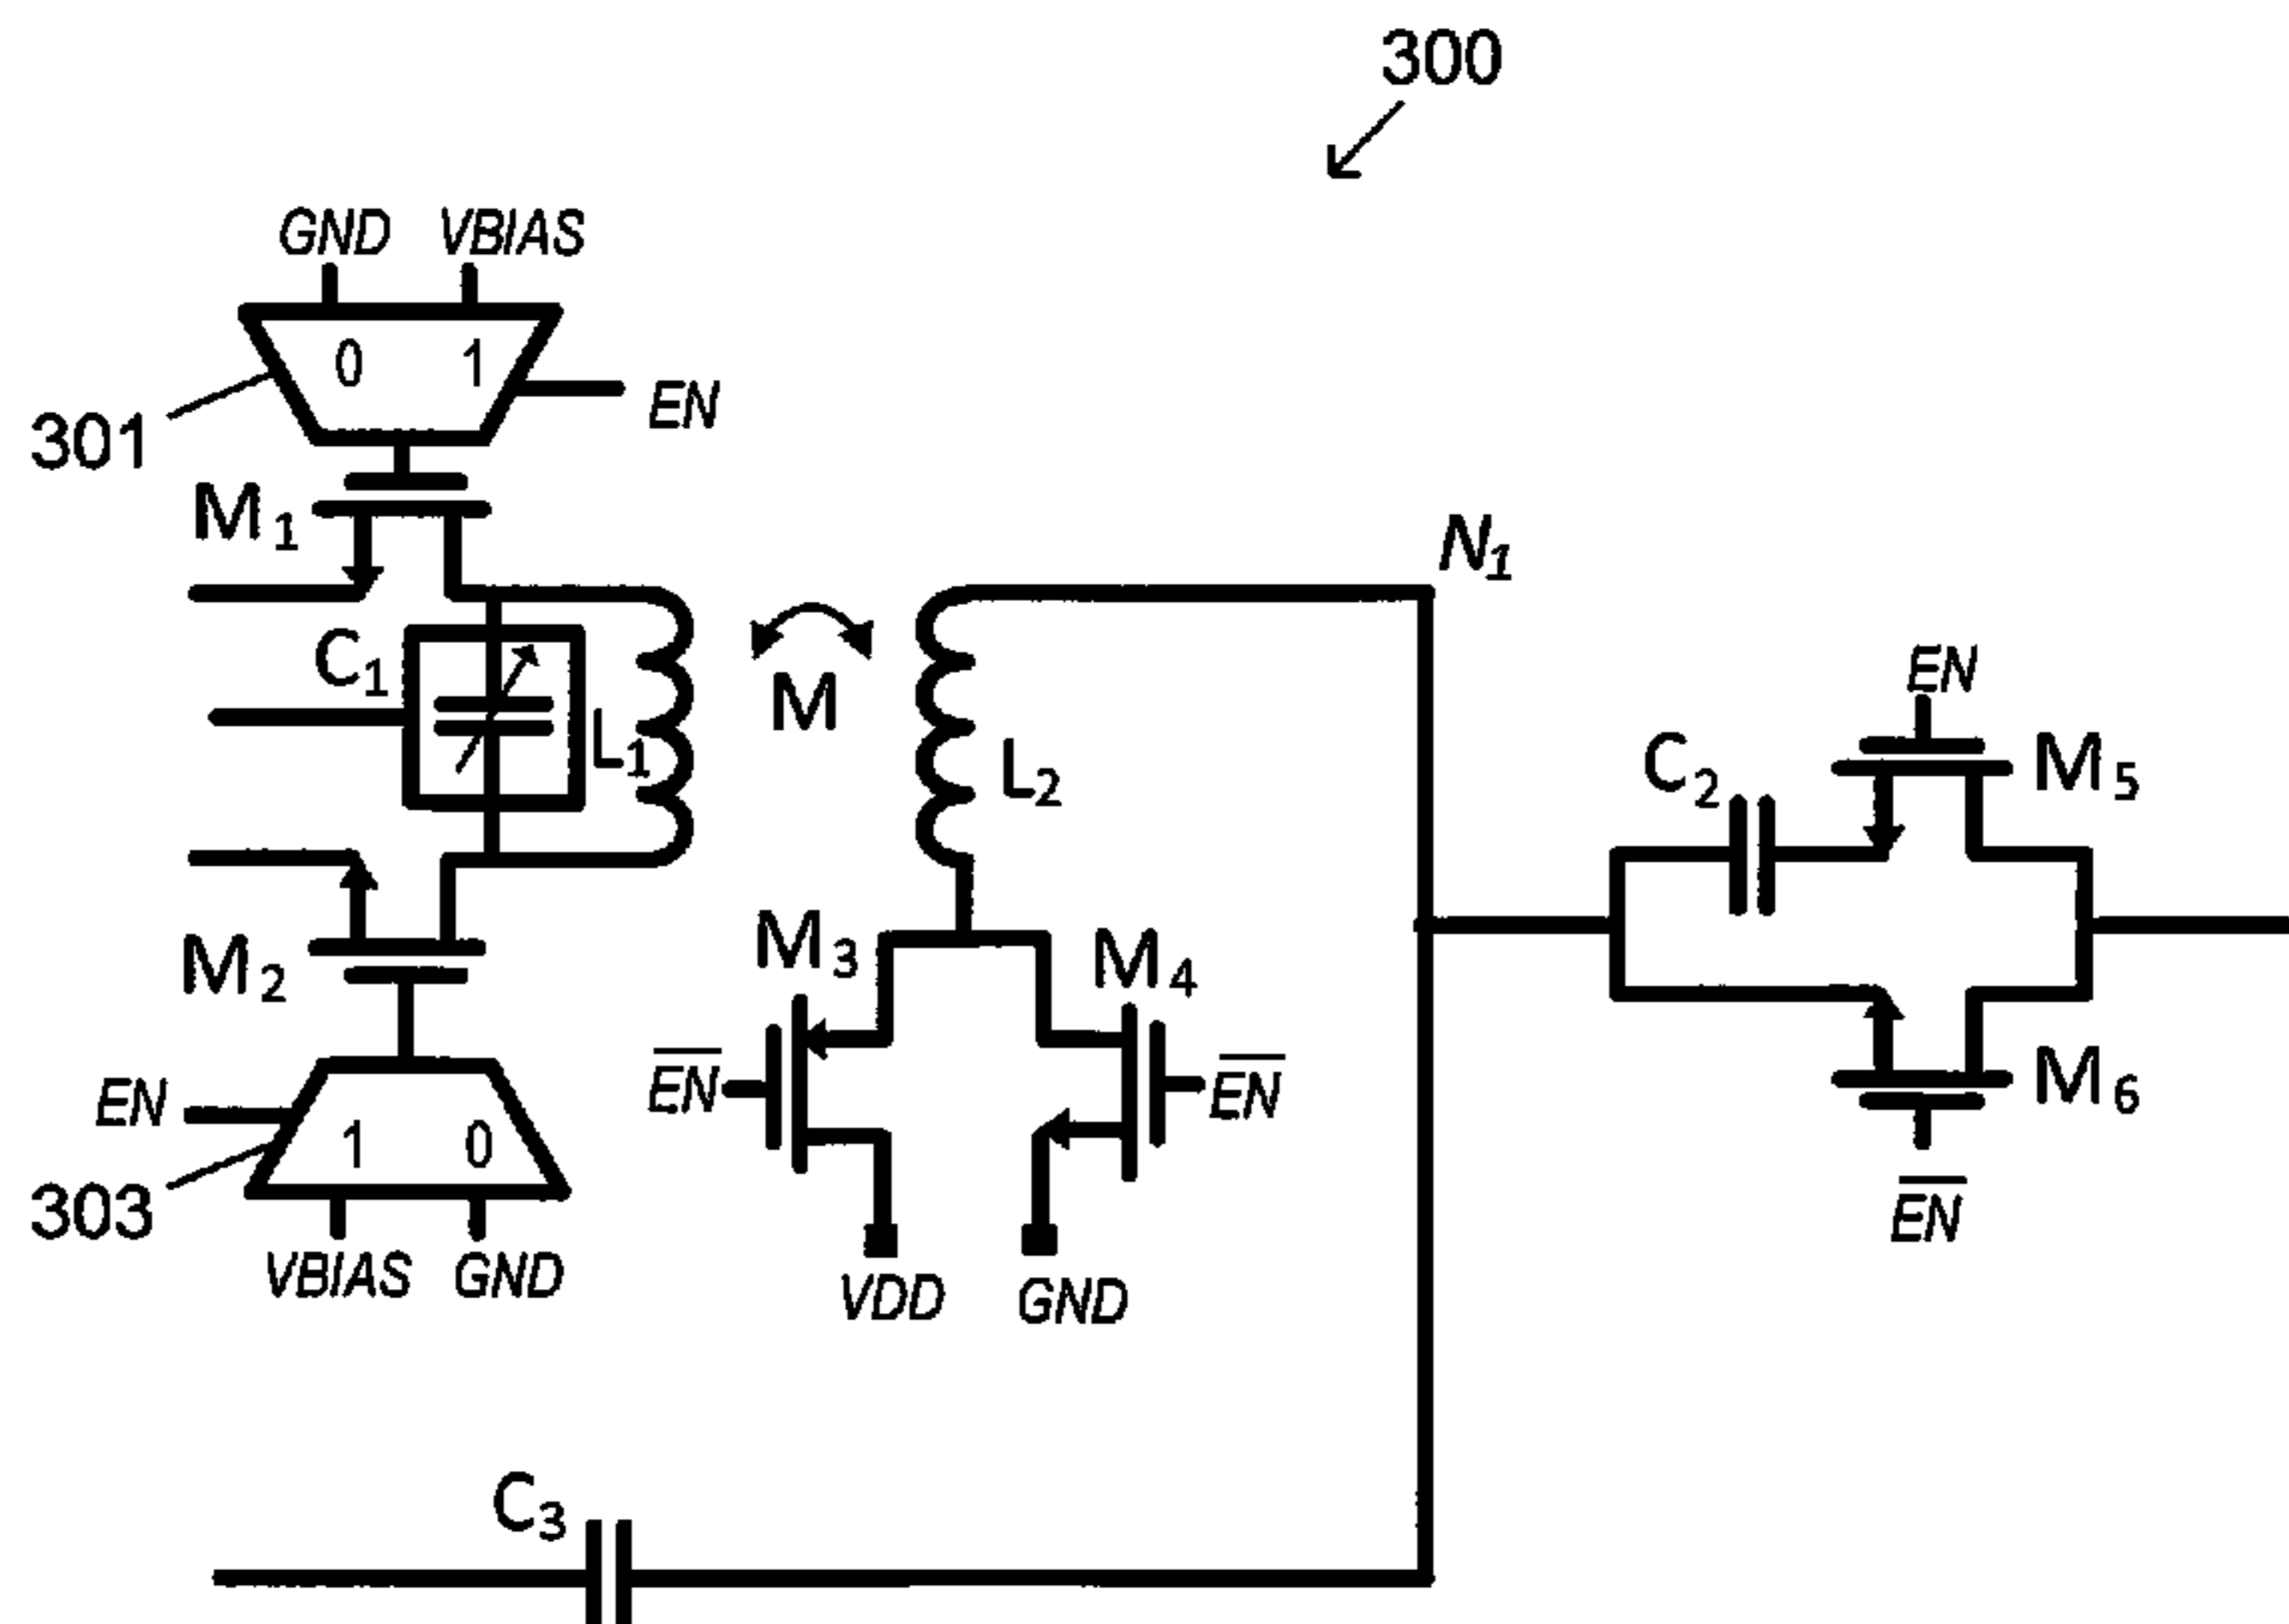 300
GND VBIAS
0 1
EN
301
M1
N1
C1
M
L1
EN
C2
M5
L2
M2
M3
M4
EN
EN
M6
EN
1 0
EN
303
VBIAS GND
VDD
GND
C3